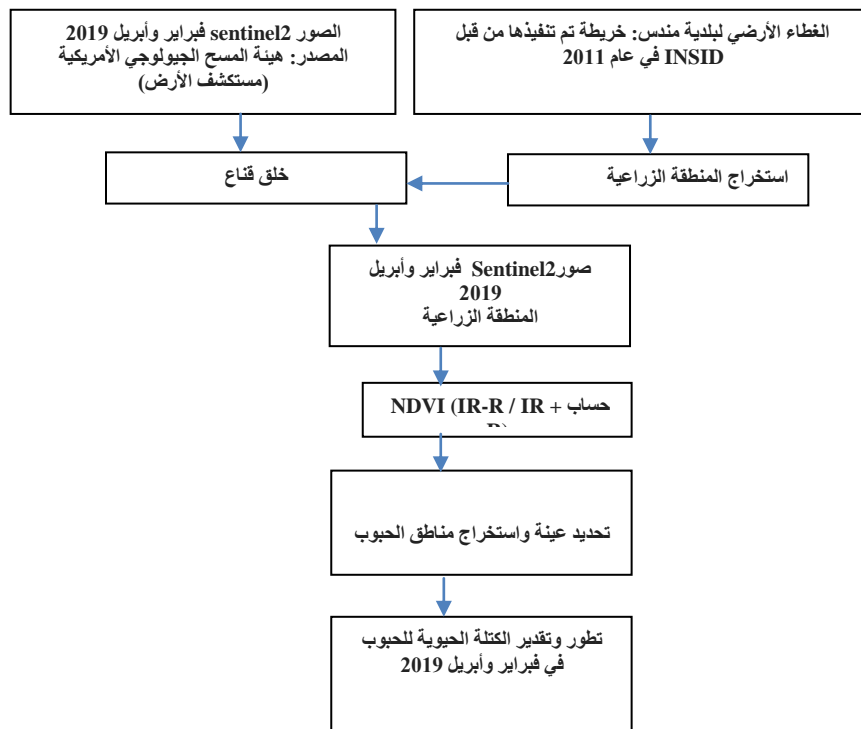 الصور sentinel2 فبراير وأبريل 2019
المصدر: هيئة المسح الجيولوجي الأمريكية
(مستكشف الأرض)
الغطاء الأرضي لبلدية مندس: خريطة تم تنفيذها من قبل
INSID في عام 2011
خلق قناع
استخراج المنطقة الزراعية
صور Sentinel2 فبراير وأبريل
2019
المنطقة الزراعية
حساب NDVI (IR-R / IR +
تحديد عينة واستخراج مناطق الحبوب
تطور وتقدير الكتلة الحيوية للحبوب
في فبراير وأبريل 2019